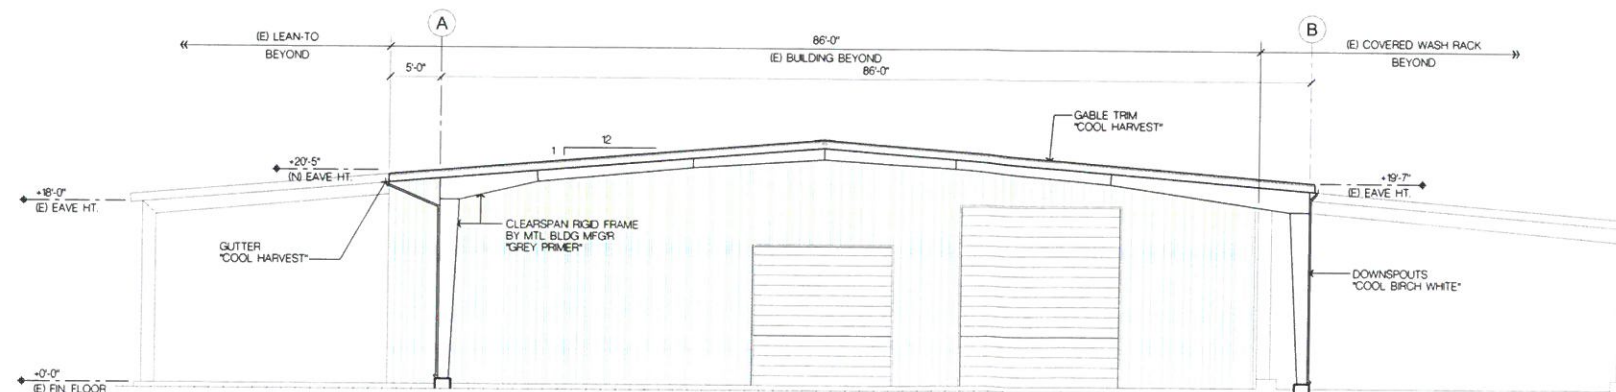 A
B
(E) LEAN-TO
BEYOND
86'-0"
(E) BUILDING BEYOND
(E) COVERED WASH RACK
BEYOND
5'-0"
86'-0"
GABLE TRIM
"COOL HARVEST"
12
1
+20'-5"
(N) EAVE HT.
+19'-7"
(E) EAVE HT.
+18'-0"
(E) EAVE HT.
CLEARSPAN RIGID FRAME
BY MTL BLDG MFG'R
"GREY PRIMER"
GUTTER
"COOL HARVEST"
DOWNSPOUTS
"COOL BIRCH WHITE"
+0'-0"
(E) FIN. FLOOR